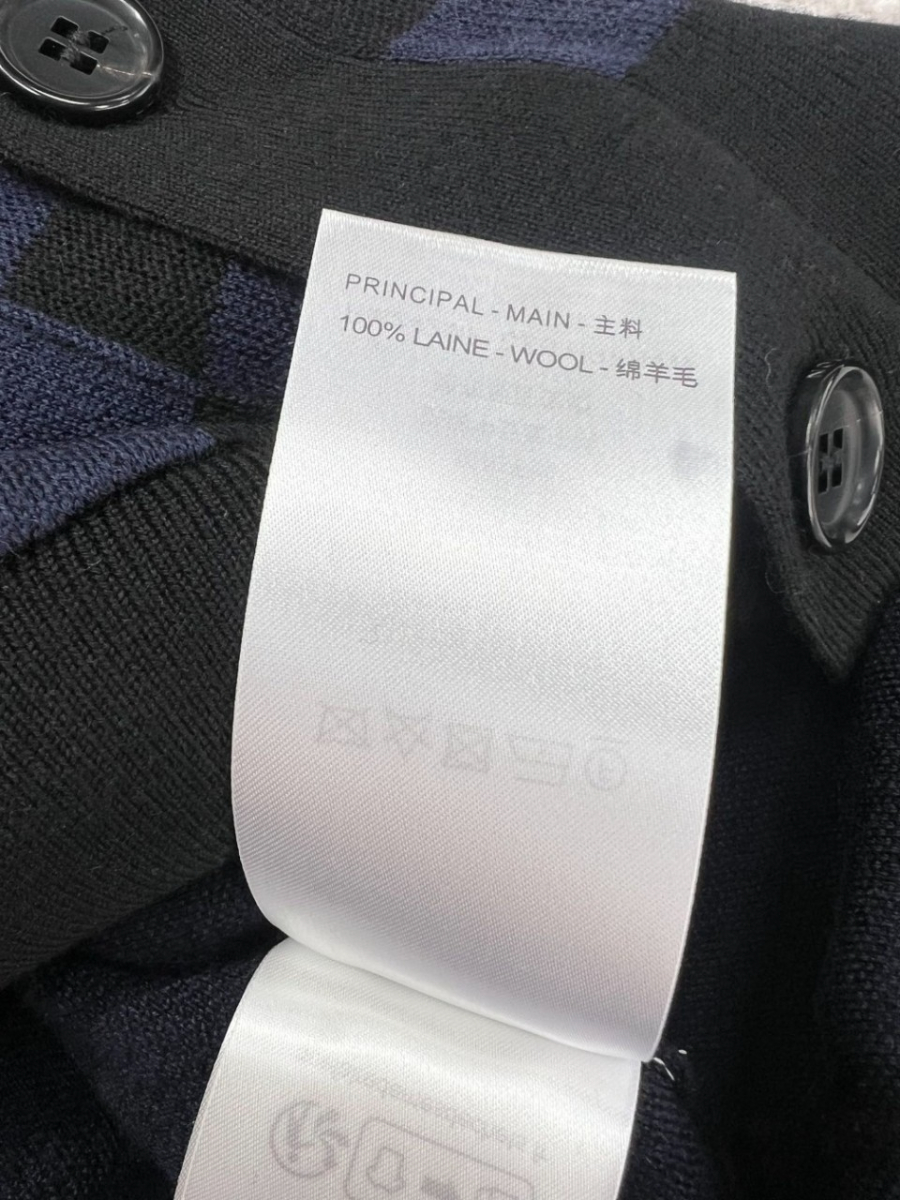 PRINCIPAL - MAIN - 主料
100% LAINE - WOOL - 绵羊毛